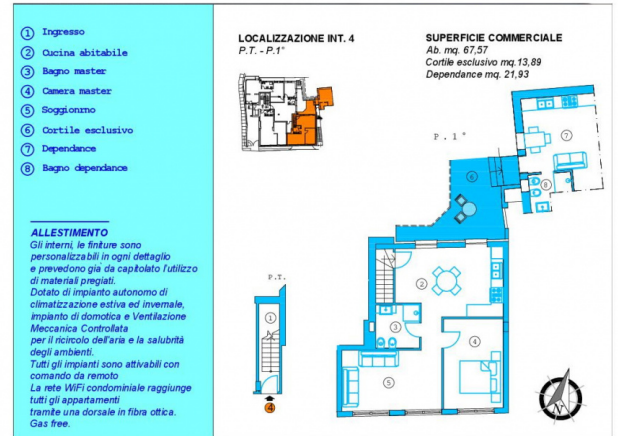 1 Ingresso
2 Cucina abitabile
3 Bagno master
4 Camera master
5 Soggionrno
6 Cortile esclusivo
7 Dependance
8 Bagno dependance
ALLESTIMENTO
Gli interni, le finiture sono
personalizzabili in ogni dettaglio
e prevedono gia da capitolato l'utilizzo
di materiali pregiati.
Dotato di impianto autonomo di
climatizzazione estiva ed invernale,
impianto di domotica e Ventilazione
Meccanica Controllata
per il ricircolo dell'aria e la salubrità
degli ambienti.
Tutti gli impianti sono attivabili con
comando da remoto
La rete WiFi condominiale raggiunge
tutti gli appartamenti
tramite una dorsale in fibra ottica.
Gas free.
LOCALIZZAZIONE INT. 4
P.T. - P.1°
SUPERFICIE COMMERCIALE
Ab. mq. 67,57
Cortile esclusivo mq.13,89
Dependance mq. 21,93
P. 1°
7
6
8
P.T.
2
1
3
4
5
4
N